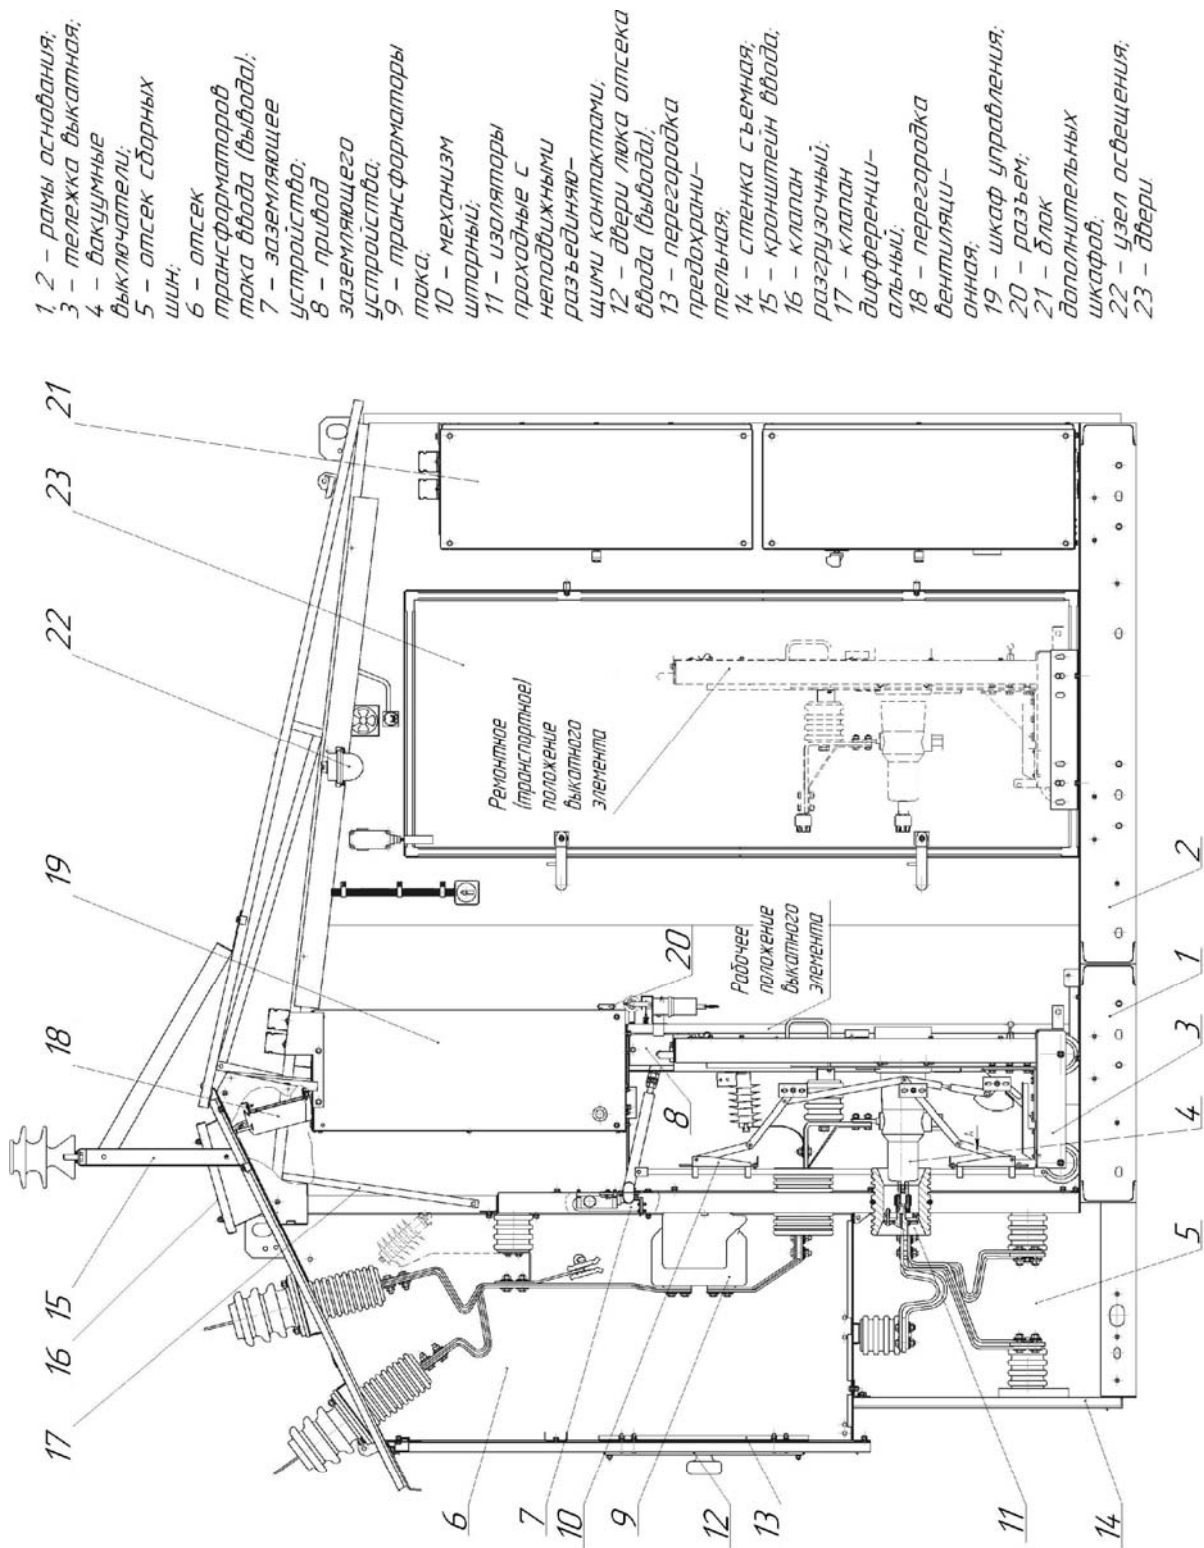 1, 2 – рамы основания;
3 – тележка выкатная;
4 – вакуумные
выключатели;
5 – отсек сборных
шин;
6 – отсек
трансформаторов
тока ввода (вывода);
7 – заземляющее
устройство;
8 – привод
заземляющего
устройства;
9 – трансформаторы
тока;
10 – механизм
шторный;
11 – изоляторы
проходные с
неподвижными
разъединяю-
щими контактами;
12 – двери люка отсека
ввода (вывода);
13 – перегородка
предохрани-
тельная;
14 – стенка съемная;
15 – кронштейн ввода;
16 – клапан
разгрузочный;
17 – клапан
дифференци-
альный;
18 – перегородка
вентиляци-
онная;
19 – шкаф управления;
20 – разъем;
21 – блок
дополнительных
шкафов;
22 – узел освещения;
23 – двери.
17
16
15
18
19
22
23
21
Ремонтное
(транспортное)
положение
выкатного
элемента
Рабочее
положение
выкатного
элемента
20
8
А
6
7
10
9
12
13
11
14
5
4
3
1
2